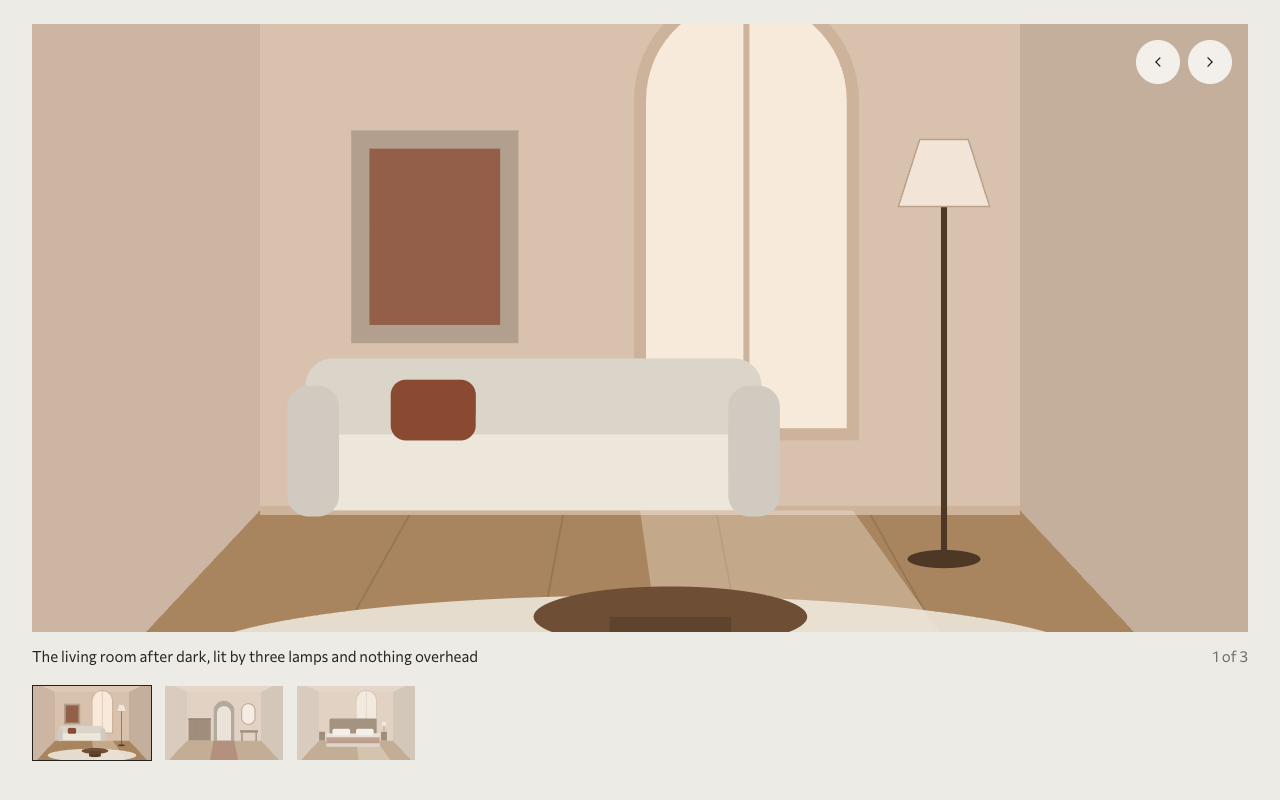 The living room after dark, lit by three lamps and nothing overhead
1 of 3